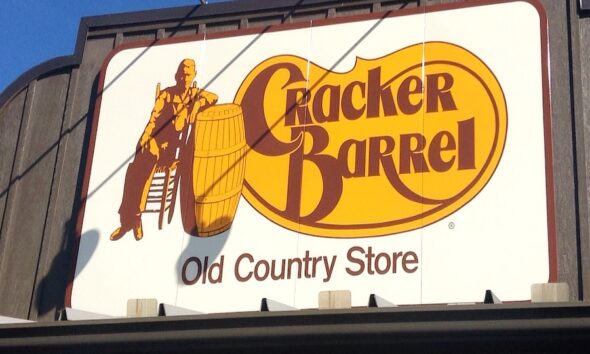 Cracker
Barrel
®
Old Country Store